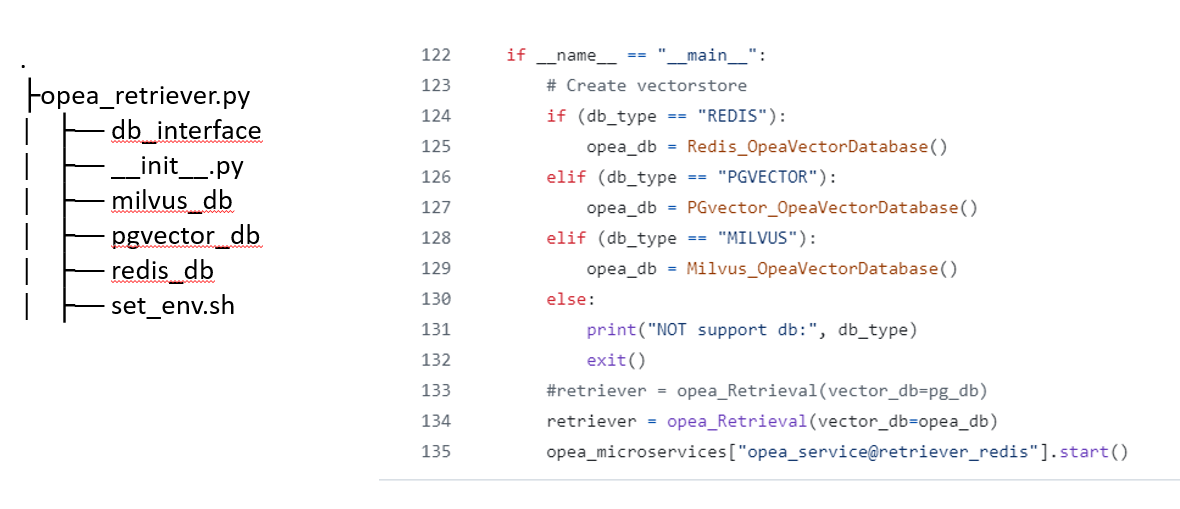 .
├opea_retriever.py
│ ├── db_interface
│ ├── __init__.py
│ ├── milvus_db
│ ├── pgvector_db
│ ├── redis_db
│ ├── set_env.sh
122 if __name__ == "__main__":
123     # Create vectorstore
124     if (db_type == "REDIS"):
125         opea_db = Redis_OpeaVectorDatabase()
126     elif (db_type == "PGVECTOR"):
127         opea_db = PGvector_OpeaVectorDatabase()
128     elif (db_type == "MILVUS"):
129         opea_db = Milvus_OpeaVectorDatabase()
130     else:
131         print("NOT support db:", db_type)
132         exit()
133     #retriever = opea_Retrieval(vector_db=pg_db)
134     retriever = opea_Retrieval(vector_db=opea_db)
135     opea_microservices["opea_service@retriever_redis"].start()